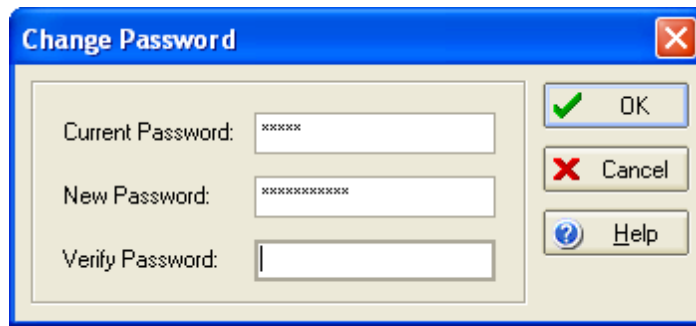 Change Password
Current Password: *****
New Password: ***********
Verify Password:
OK
Cancel
Help